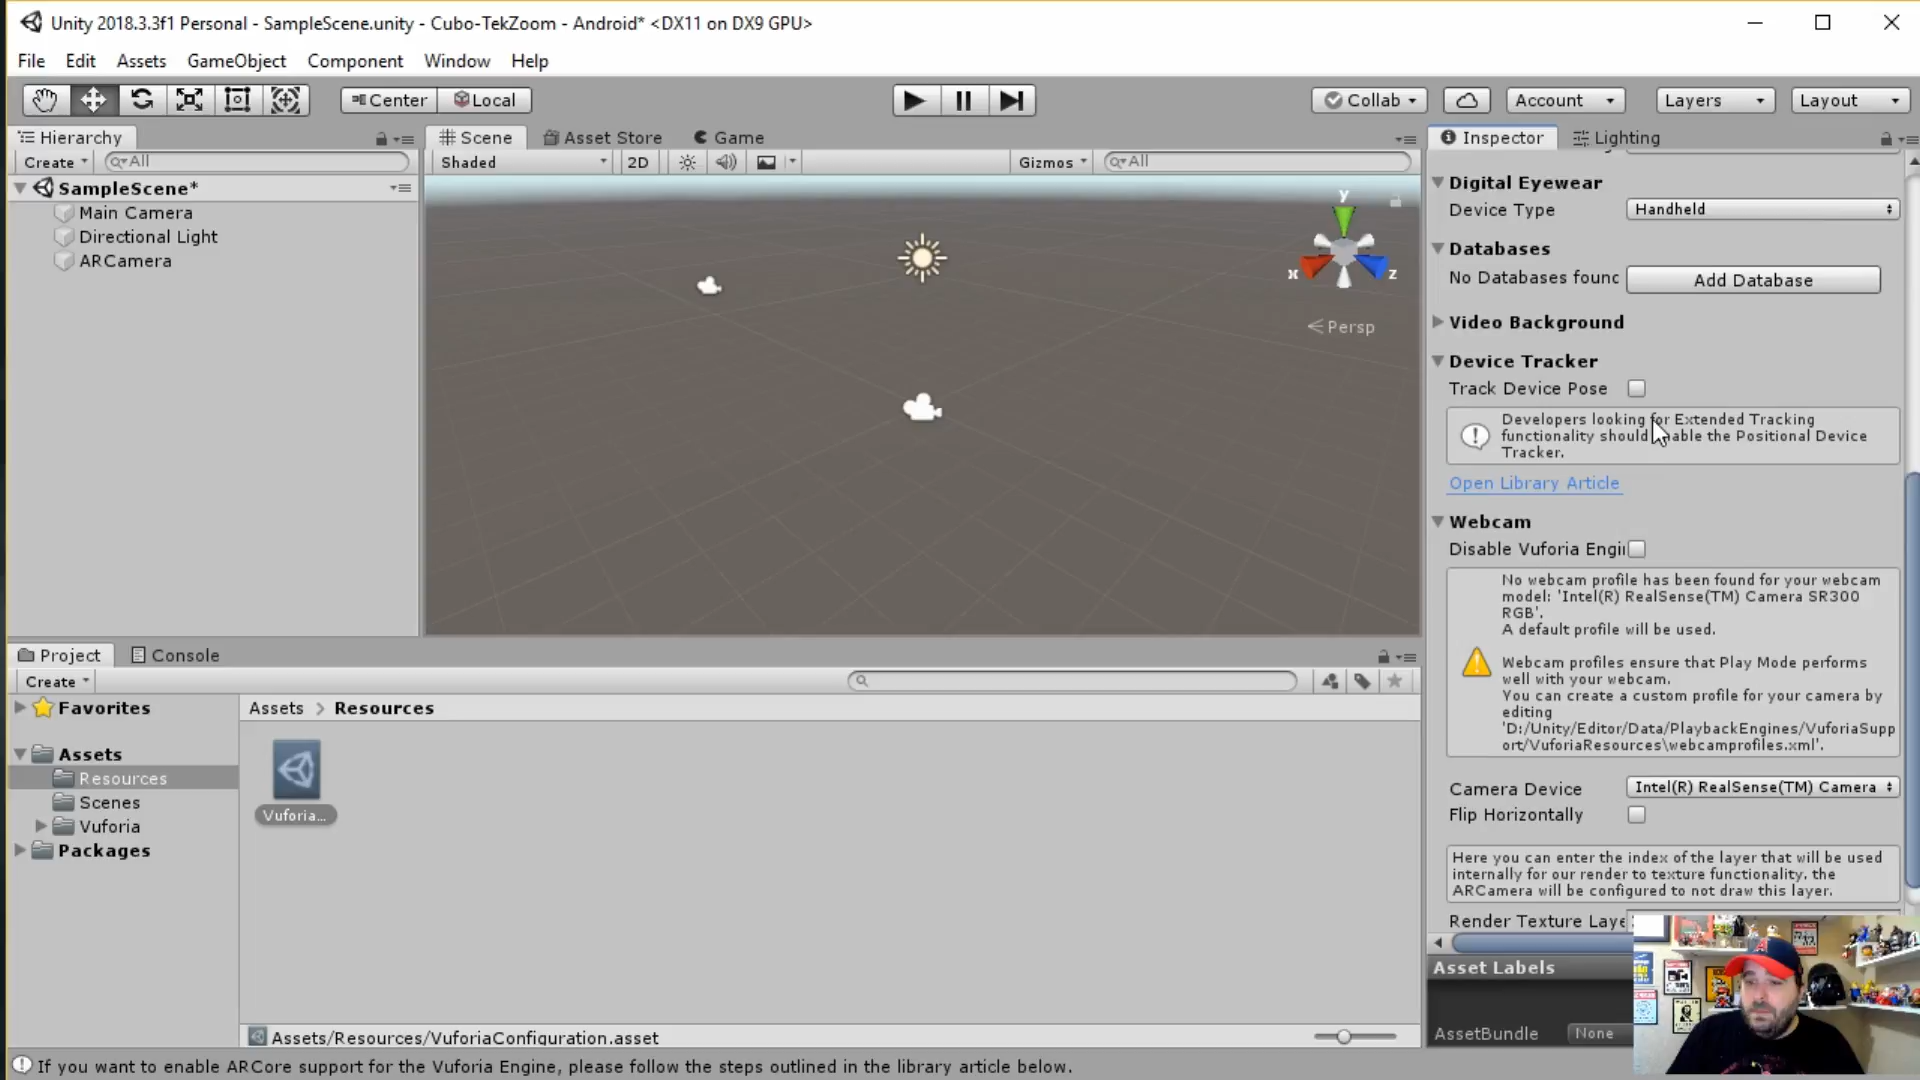 Unity 2018.3.3f1 Personal - SampleScene.unity - Cubo-TekZoom - Android* <DX11 on DX9 GPU>
File Edit Assets GameObject Component Window Help
Center Local Collab Account Layers Layout
Hierarchy
Create All
SampleScene*
Main Camera
Directional Light
ARCamera
Scene Asset Store Game
Shaded 2D Gizmos All
y
x z
Persp
Inspector Lighting
Digital Eyewear
Device Type Handheld
Databases
No Databases found Add Database
Video Background
Device Tracker
Track Device Pose
Developers looking for Extended Tracking
functionality should enable the Positional Device
Tracker.
Open Library Article
Webcam
Disable Vuforia Engi
No webcam profile has been found for your webcam
model: 'Intel(R) RealSense(TM) Camera SR300
RGB'.
A default profile will be used.
Webcam profiles ensure that Play Mode performs
well with your webcam.
You can create a custom profile for your camera by
editing
'D:/Unity/Editor/Data/PlaybackEngines/VuforiaSupp
ort/VuforiaResources\webcamprofiles.xml'.
Camera Device Intel(R) RealSense(TM) Camera
Flip Horizontally
Here you can enter the index of the layer that will be used
internally for our render to texture functionality. the
ARCamera will be configured to not draw this layer.
Render Texture Laye
Asset Labels
AssetBundle None
Project Console
Create
Favorites
Assets
Resources
Scenes
Vuforia
Packages
Assets > Resources
Vuforia...
Assets/Resources/VuforiaConfiguration.asset
If you want to enable ARCore support for the Vuforia Engine, please follow the steps outlined in the library article below.